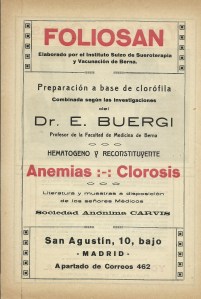 FOLIOSAN
Elaborado por el Instituto Suizo de Sueroterapia
y Vacunación de Berna.
Preparación a base de clorófila
Combinada según las investigaciones
del
Dr. E. BUERGI
Profesor de la Facultad de Medicina de Berna
HEMATOGENO Y RECONSTITUYENTE
Anemias :-: Clorosis
Literatura y muestras a disposición
de los señores Médicos
Sociedad Anónima CARVIS
San Agustín, 10, bajo
- MADRID -
Apartado de Correos 462